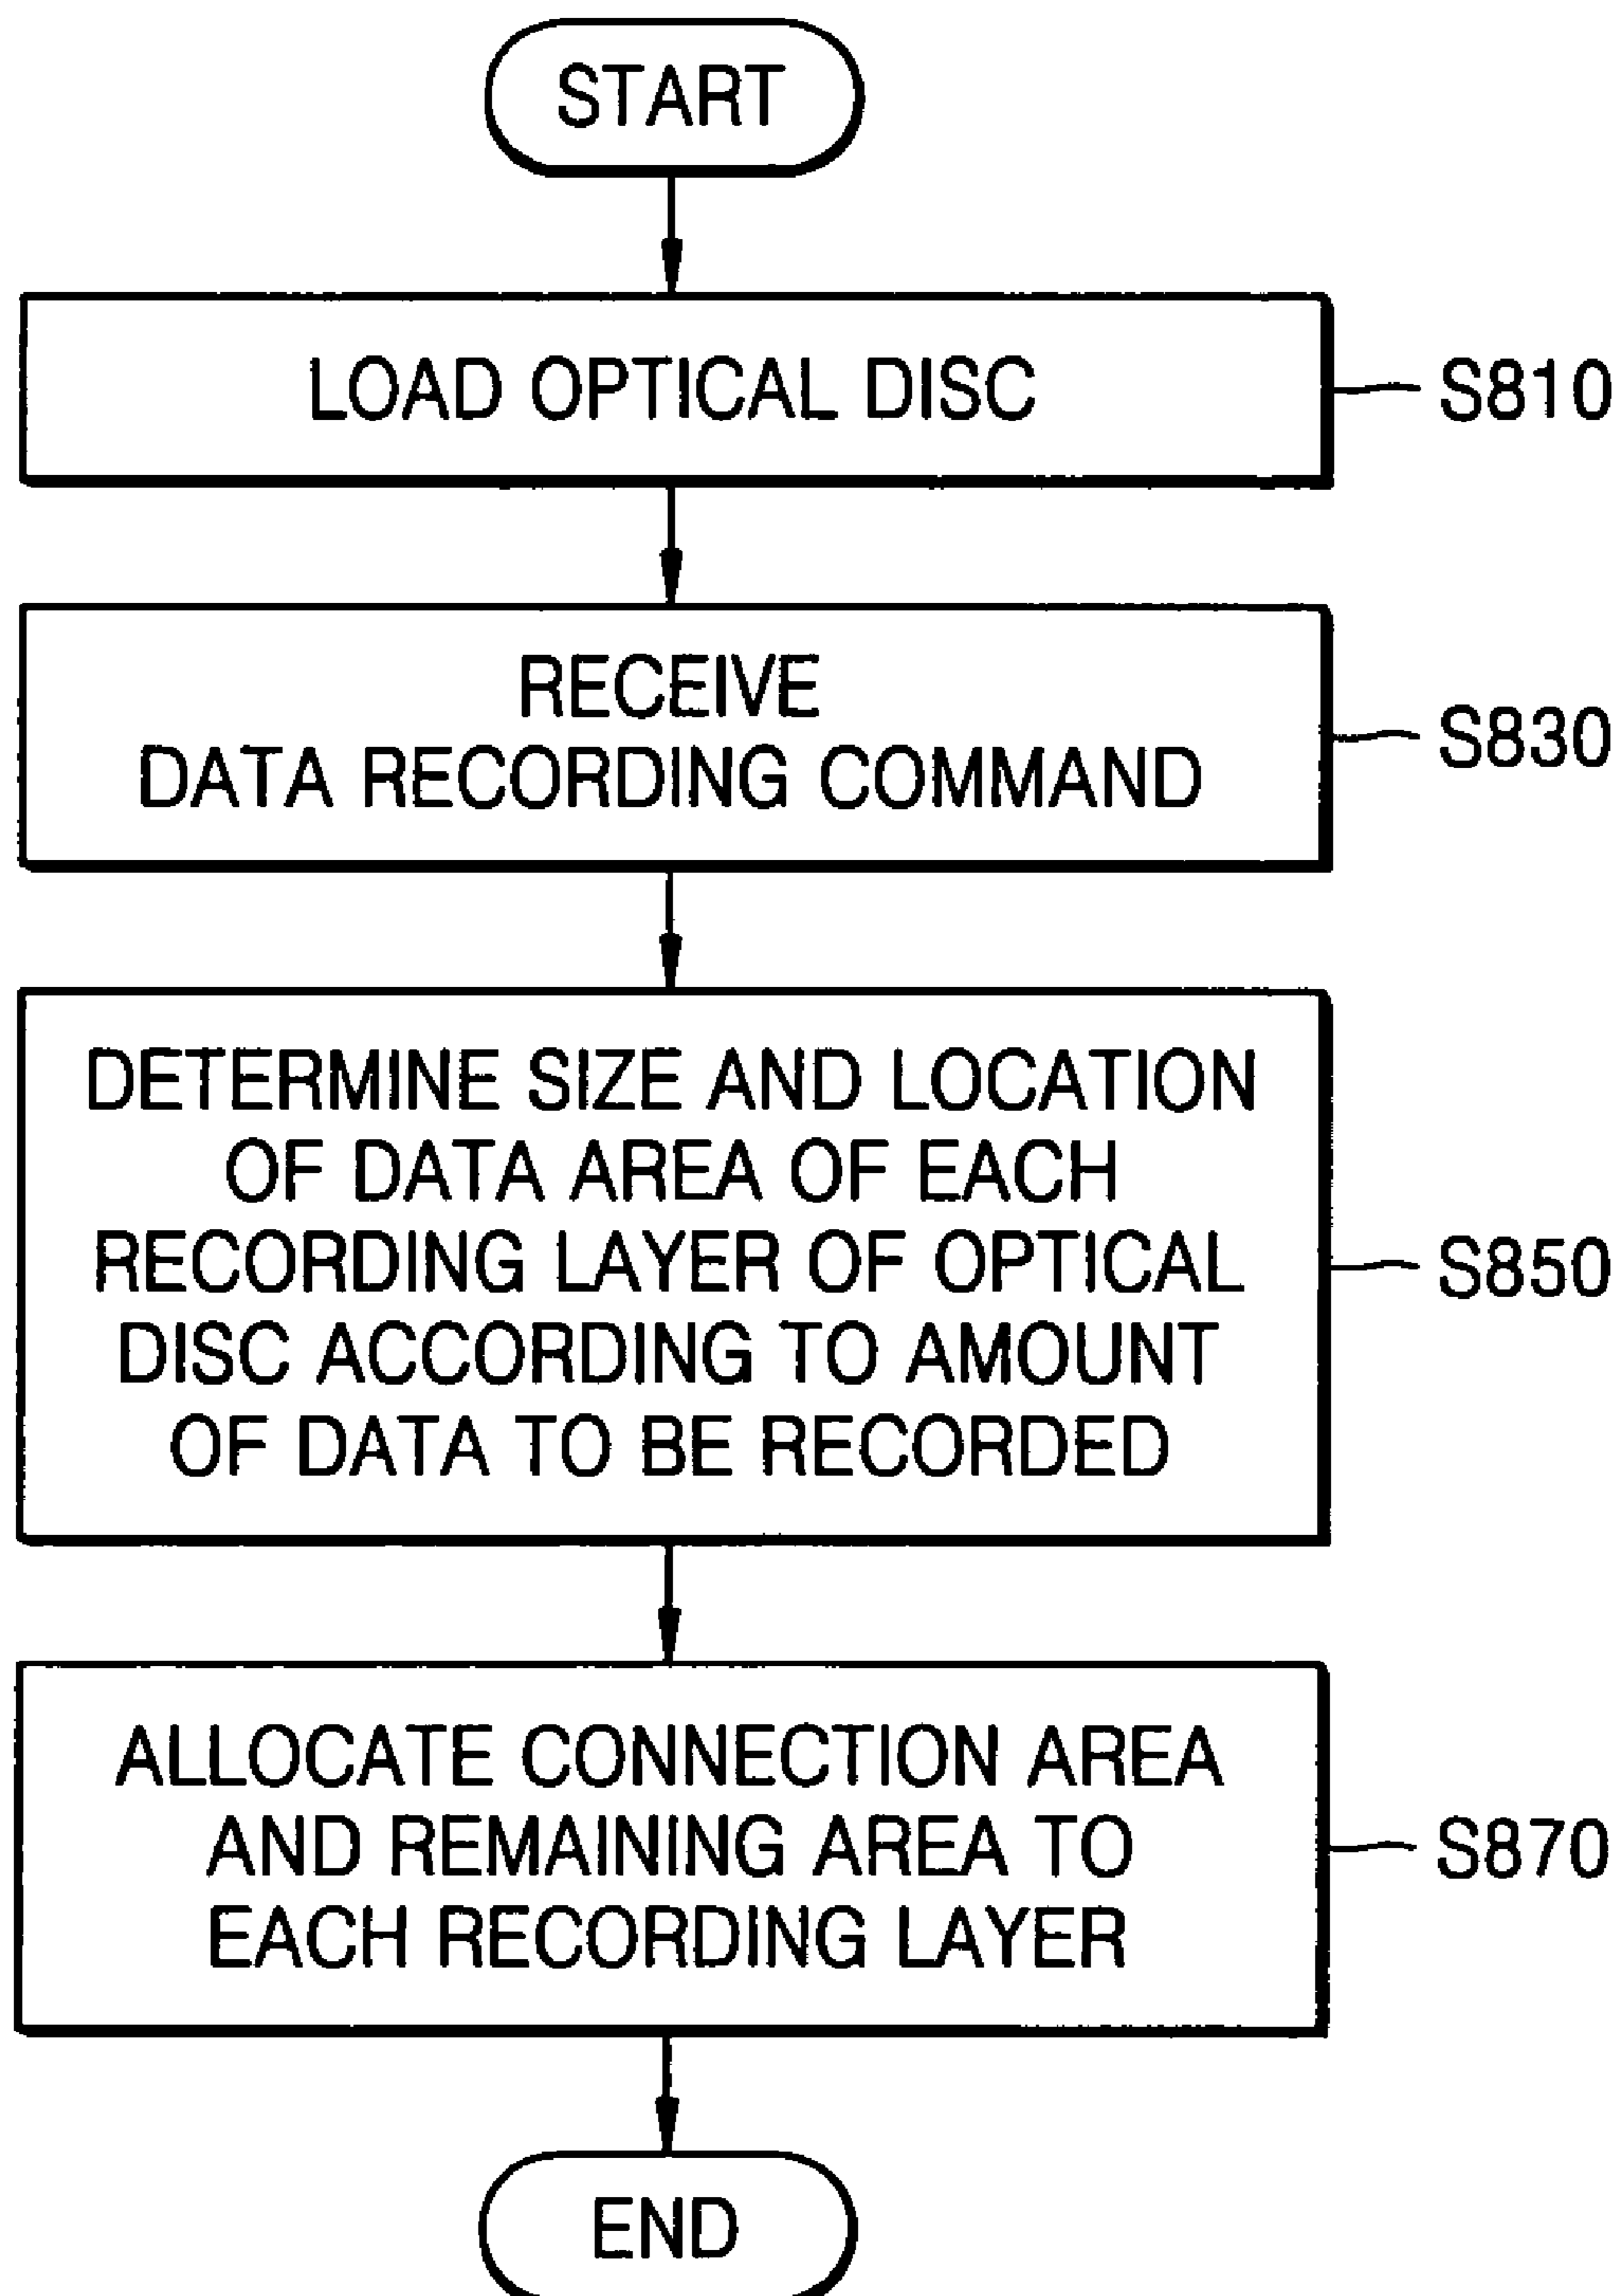 START
LOAD OPTICAL DISC
S810
RECEIVE
DATA RECORDING COMMAND
S830
DETERMINE SIZE AND LOCATION
OF DATA AREA OF EACH
RECORDING LAYER OF OPTICAL
DISC ACCORDING TO AMOUNT
OF DATA TO BE RECORDED
S850
ALLOCATE CONNECTION AREA
AND REMAINING AREA TO
EACH RECORDING LAYER
S870
END